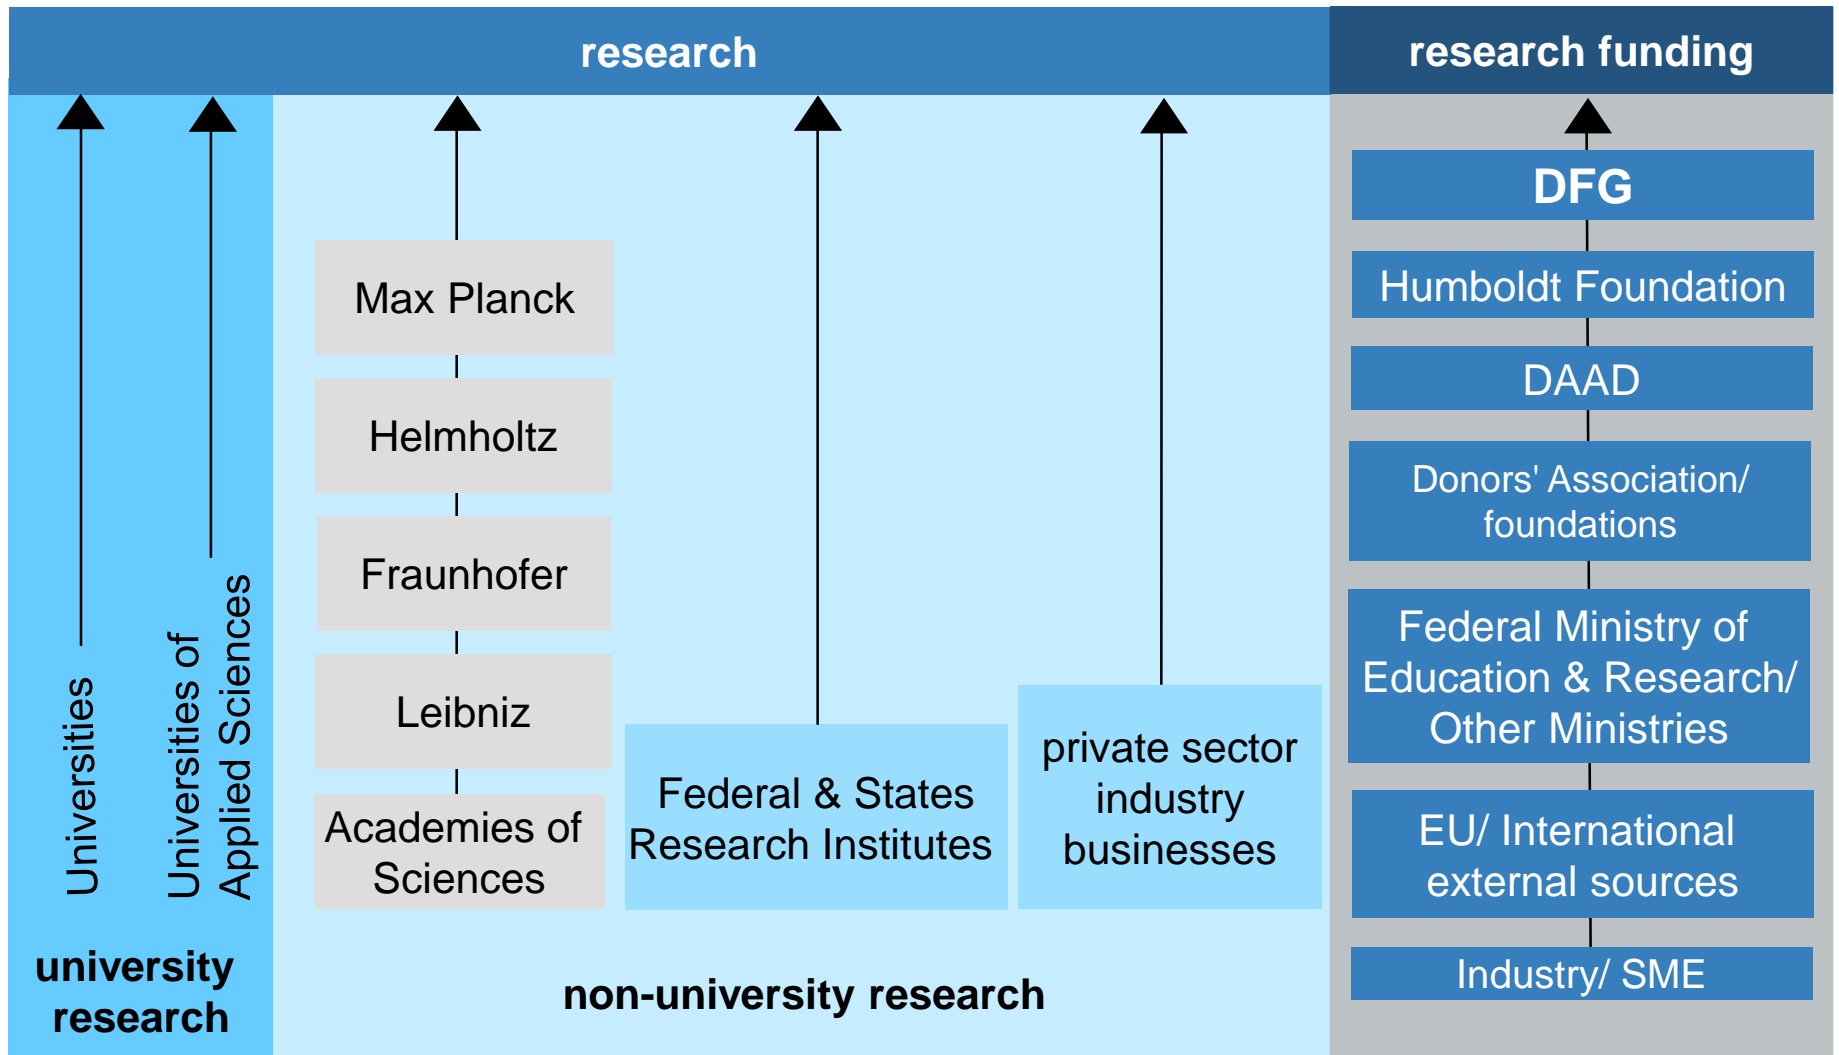 research
research funding
Universities
Universities of
Applied Sciences
university
research
Max Planck
Helmholtz
Fraunhofer
Leibniz
Academies of
Sciences
Federal & States
Research Institutes
private sector
industry
businesses
non-university research
DFG
Humboldt Foundation
DAAD
Donors' Association/
foundations
Federal Ministry of
Education & Research/
Other Ministries
EU/ International
external sources
Industry/ SME